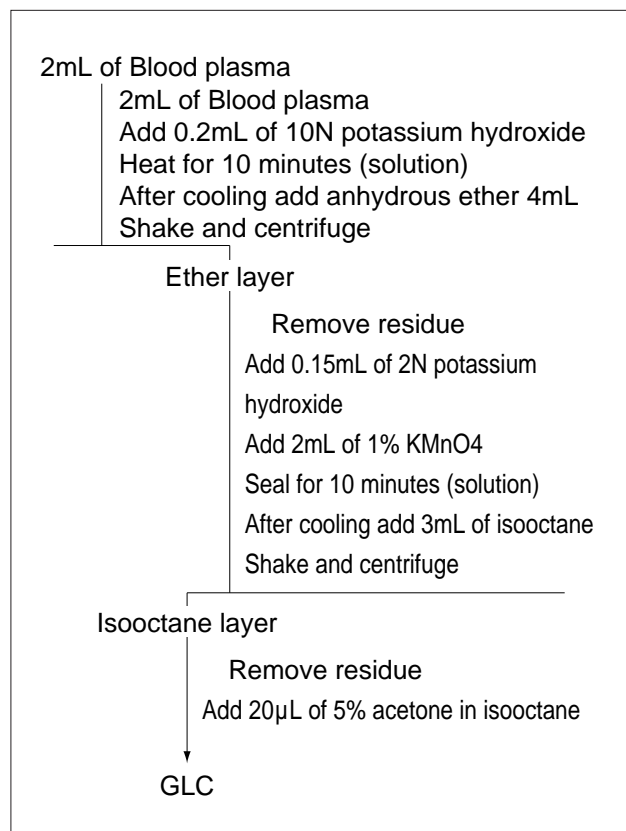 2mL of Blood plasma
2mL of Blood plasma
Add 0.2mL of 10N potassium hydroxide
Heat for 10 minutes (solution)
After cooling add anhydrous ether 4mL
Shake and centrifuge
Ether layer
Remove residue
Add 0.15mL of 2N potassium
hydroxide
Add 2mL of 1% KMnO4
Seal for 10 minutes (solution)
After cooling add 3mL of isooctane
Shake and centrifuge
Isooctane layer
Remove residue
Add 20µL of 5% acetone in isooctane
GLC